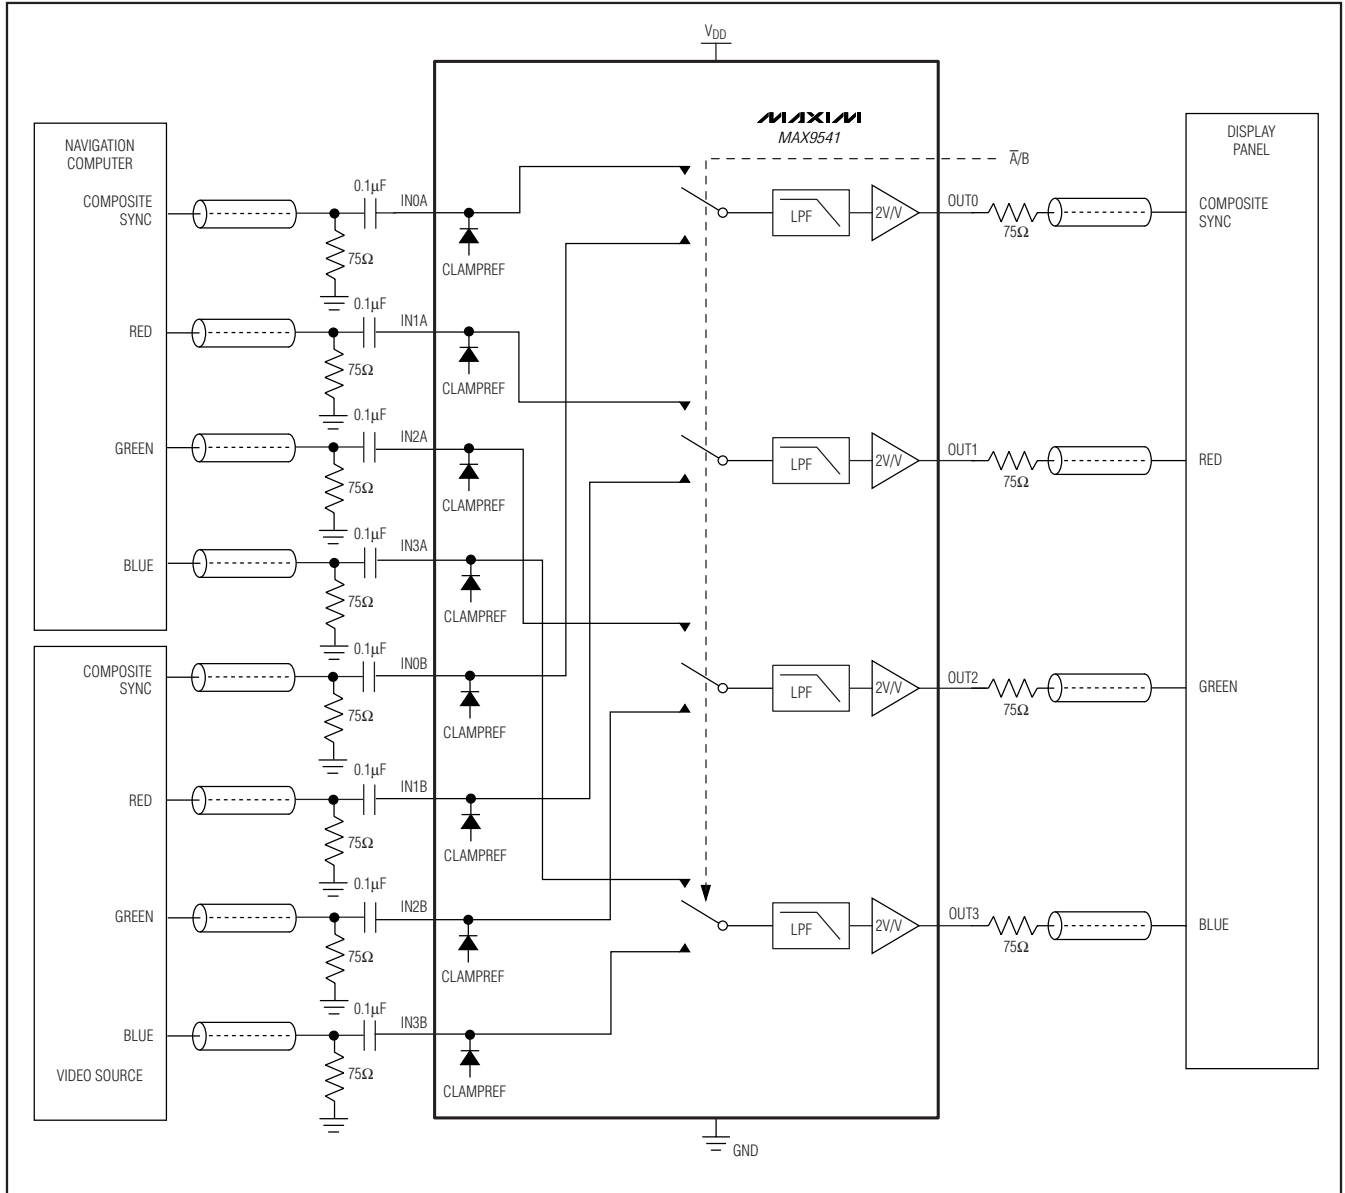 VDD
MAXIM
MAX9541
A̅/B
NAVIGATION
COMPUTER
COMPOSITE
SYNC
0.1µF
IN0A
75Ω
CLAMPREF
RED
0.1µF
IN1A
75Ω
CLAMPREF
GREEN
0.1µF
IN2A
75Ω
CLAMPREF
BLUE
0.1µF
IN3A
75Ω
CLAMPREF
COMPOSITE
SYNC
0.1µF
IN0B
75Ω
CLAMPREF
RED
0.1µF
IN1B
75Ω
CLAMPREF
GREEN
0.1µF
IN2B
75Ω
CLAMPREF
BLUE
0.1µF
IN3B
75Ω
CLAMPREF
VIDEO SOURCE
LPF
2V/V
OUT0
75Ω
LPF
2V/V
OUT1
75Ω
LPF
2V/V
OUT2
75Ω
LPF
2V/V
OUT3
75Ω
DISPLAY
PANEL
COMPOSITE
SYNC
RED
GREEN
BLUE
GND